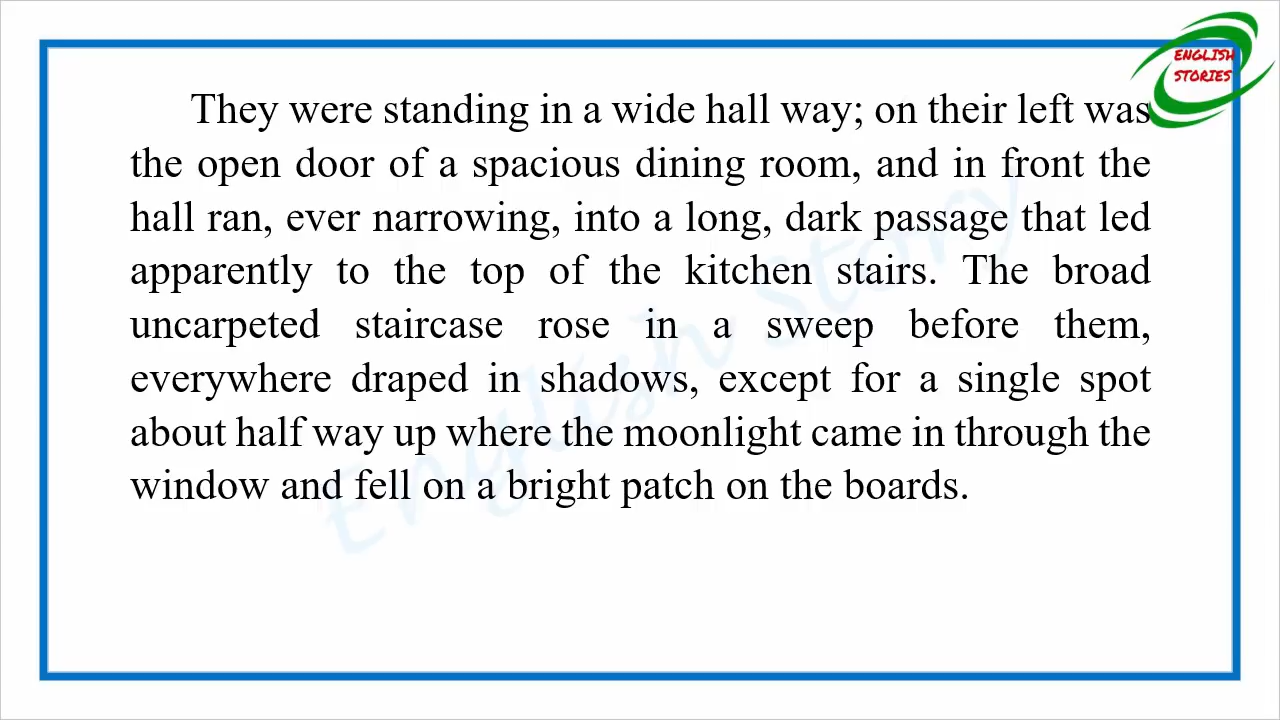 ENGLISH
STORIES
They were standing in a wide hall way; on their left was
the open door of a spacious dining room, and in front the
hall ran, ever narrowing, into a long, dark passage that led
apparently to the top of the kitchen stairs. The broad
uncarpeted staircase rose in a sweep before them,
everywhere draped in shadows, except for a single spot
about half way up where the moonlight came in through the
window and fell on a bright patch on the boards.
English Story